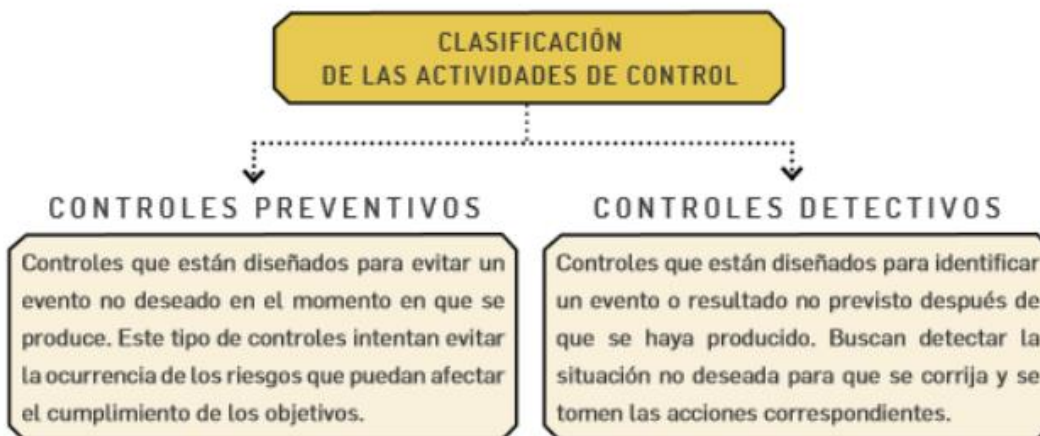 CLASIFICACIÓN
DE LAS ACTIVIDADES DE CONTROL
CONTROLES PREVENTIVOS
Controles que están diseñados para evitar un
evento no deseado en el momento en que se
produce. Este tipo de controles intentan evitar
la ocurrencia de los riesgos que puedan afectar
el cumplimiento de los objetivos.
CONTROLES DETECTIVOS
Controles que están diseñados para identificar
un evento o resultado no previsto después de
que se haya producido. Buscan detectar la
situación no deseada para que se corrija y se
tomen las acciones correspondientes.